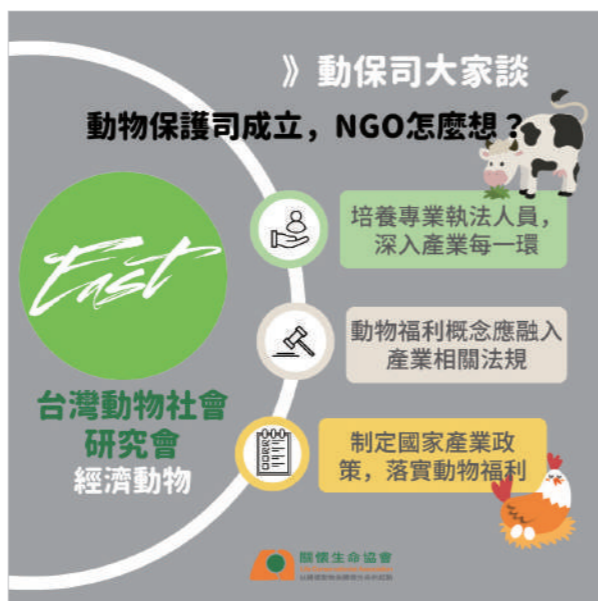 》動保司大家談
動物保護司成立，NGO怎麼想？
East
培養專業執法人員，
深入產業每一環
動物福利概念應融入
產業相關法規
制定國家產業政
策，落實動物福利
台灣動物社會
研究會
經濟動物
關懷生命協會